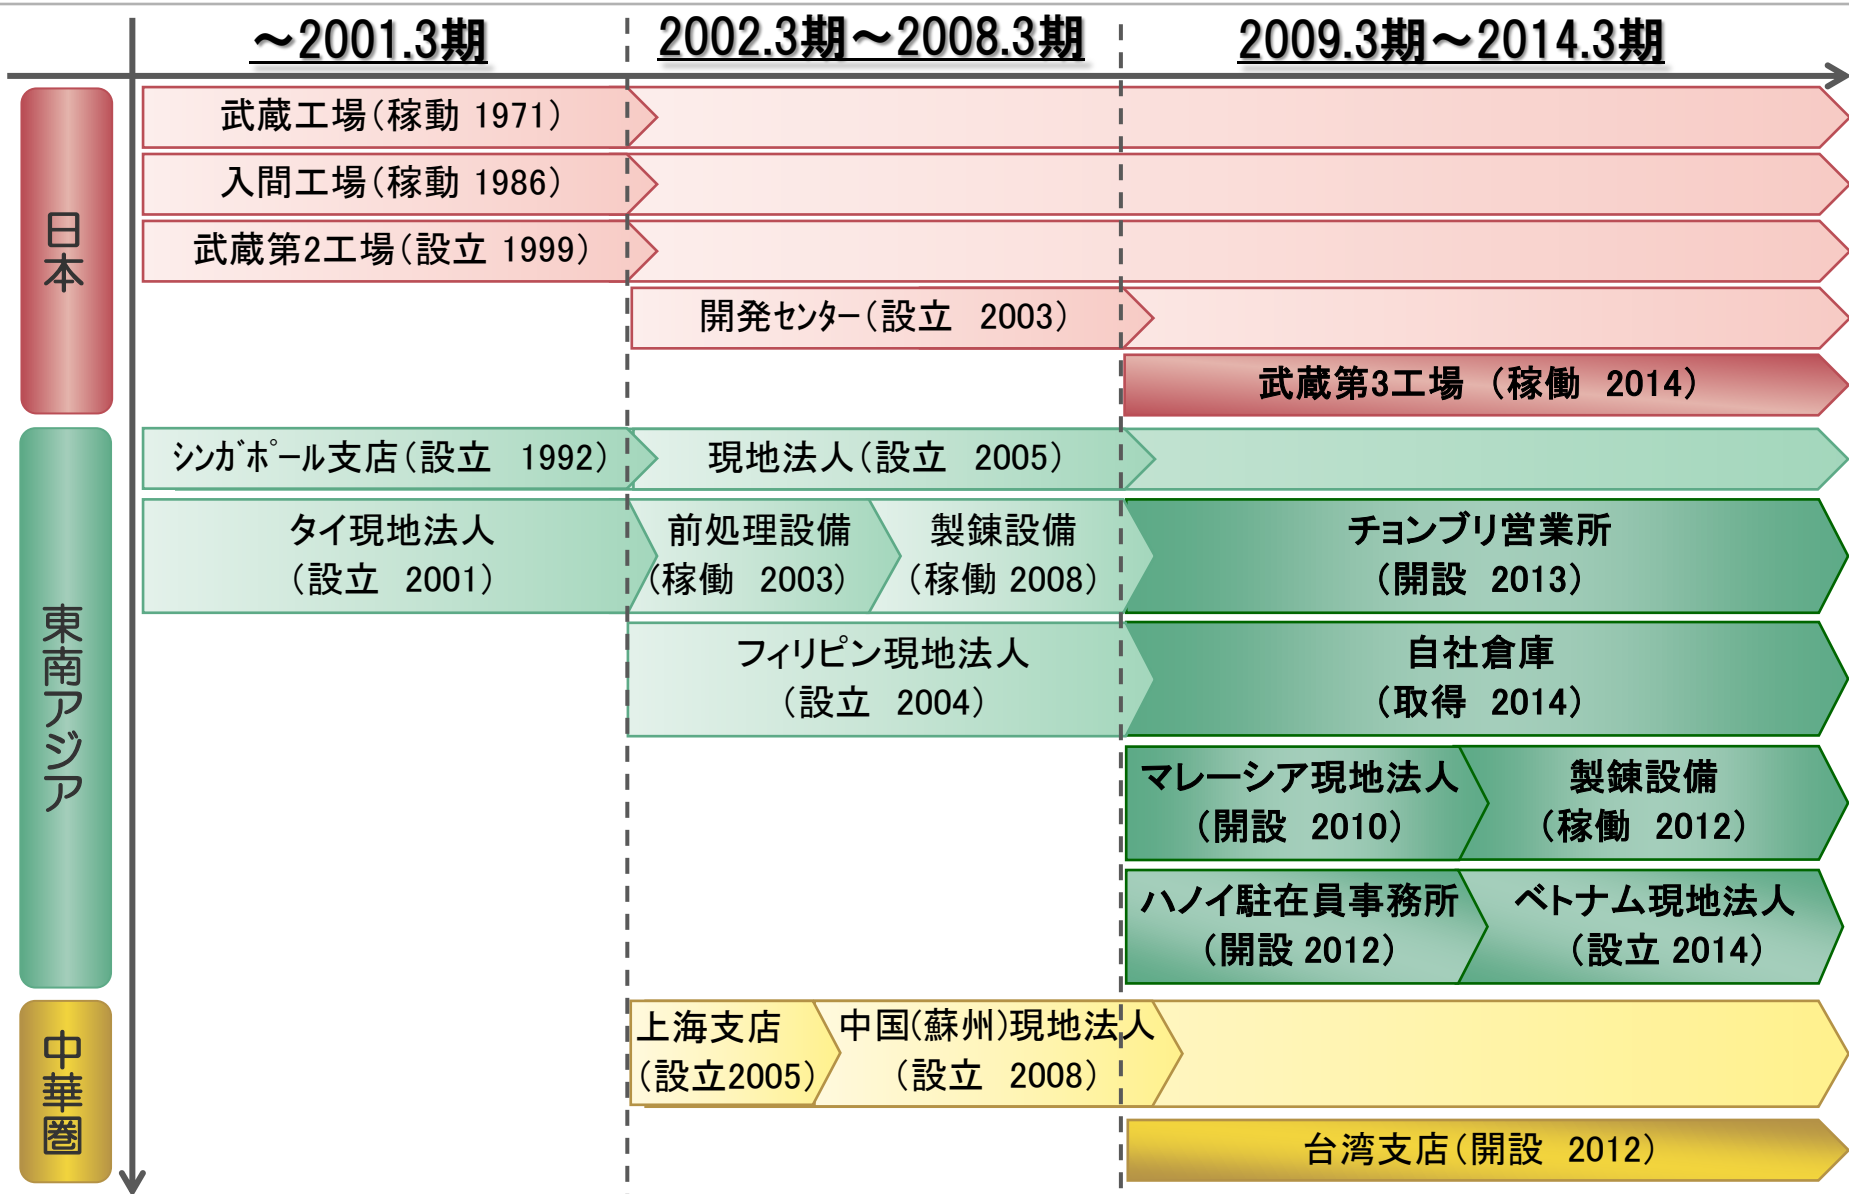 ～2001.3期
2002.3期～2008.3期
2009.3期～2014.3期
日本
武蔵工場（稼動 1971）
入間工場（稼動 1986）
武蔵第2工場（設立 1999）
開発センター（設立　2003）
武蔵第3工場　（稼働　2014）
東南アジア
シンガポール支店（設立　1992）
現地法人（設立　2005）
タイ現地法人
（設立　2001）
前処理設備
（稼働　2003）
製錬設備
（稼働 2008）
チョンブリ営業所
（開設　2013）
フィリピン現地法人
（設立　2004）
自社倉庫
（取得　2014）
マレーシア現地法人
（開設　2010）
製錬設備
（稼働　2012）
ハノイ駐在員事務所
（開設 2012）
ベトナム現地法人
（設立 2014）
中華圏
上海支店
（設立2005）
中国(蘇州)現地法人
（設立　2008）
台湾支店（開設　2012）